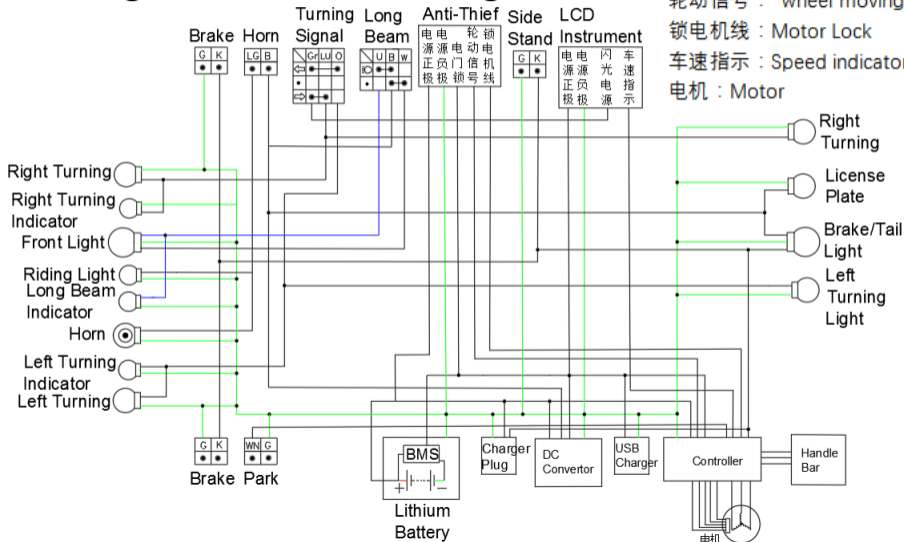 轮动信号： wheel moving
锁电机线：Motor Lock
车速指示：Speed indicator
电机：Motor
Brake
G K
Horn
LG B
Turning
Signal
Gr LU O
Long
Beam
U B W
Anti-Thief
电源正极
电源负极
电门锁
轮动信号
锁电机线
Side
Stand
G K
LCD
Instrument
电源正极
电源负极
闪光电源
车速指示
Right Turning
Right Turning
Indicator
Front Light
Riding Light
Long Beam
Indicator
Horn
Left Turning
Indicator
Left Turning
Right
Turning
License
Plate
Brake/Tail
Light
Left
Turning
Light
G K
Brake
WN G
Park
BMS
+ -
Lithium
Battery
Charger
Plug
DC
Convertor
USB
Charger
Controller
Handle
Bar
电机